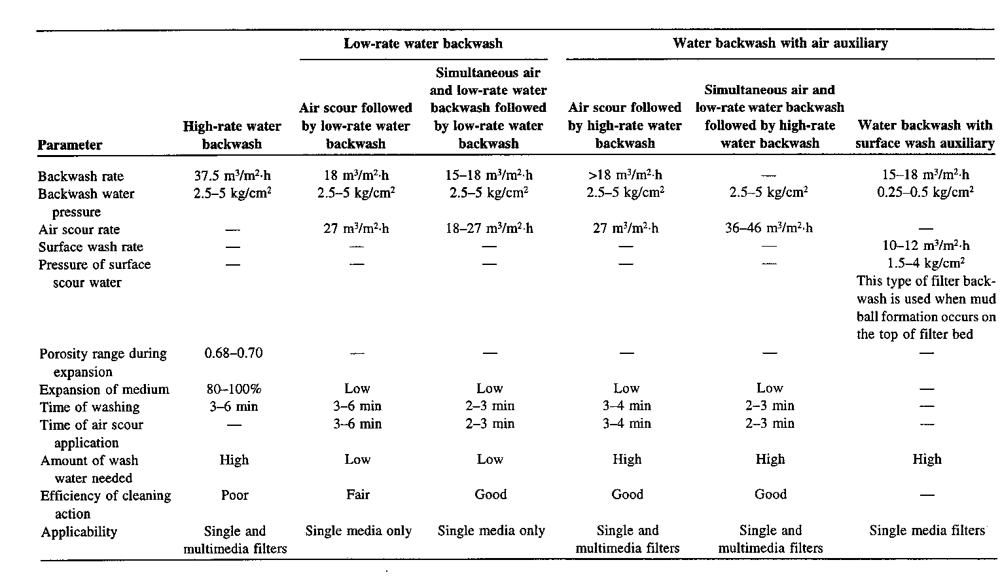 Low-rate water backwash Water backwash with air auxiliary
Simultaneous air
and low-rate water Simultaneous air and
Air scour followed backwash followed Air scour followed low-rate water backwash
High-rate water by low-rate water by low-rate water by high-rate water followed by high-rate Water backwash with
Parameter backwash backwash backwash backwash water backwash surface wash auxiliary
Backwash rate 37.5 m³/m²·h 18 m³/m²·h 15–18 m³/m²·h >18 m³/m²·h — 15–18 m³/m²·h
Backwash water 2.5–5 kg/cm² 2.5–5 kg/cm² 2.5–5 kg/cm² 2.5–5 kg/cm² 2.5–5 kg/cm² 0.25–0.5 kg/cm²
pressure
Air scour rate — 27 m³/m²·h 18–27 m³/m²·h 27 m³/m²·h 36–46 m³/m²·h —
Surface wash rate — — — — — 10–12 m³/m²·h
Pressure of surface — — — — — 1.5–4 kg/cm²
scour water This type of filter back-
wash is used when mud
ball formation occurs on
the top of filter bed
Porosity range during 0.68–0.70 — — — — —
expansion
Expansion of medium 80–100% Low Low Low Low —
Time of washing 3–6 min 3–6 min 2–3 min 3–4 min 2–3 min —
Time of air scour — 3–6 min 2–3 min 3–4 min 2–3 min —
application
Amount of wash High Low Low High High High
water needed
Efficiency of cleaning Poor Fair Good Good Good —
action
Applicability Single and Single media only Single media only Single and Single and Single media filters
multimedia filters multimedia filters multimedia filters